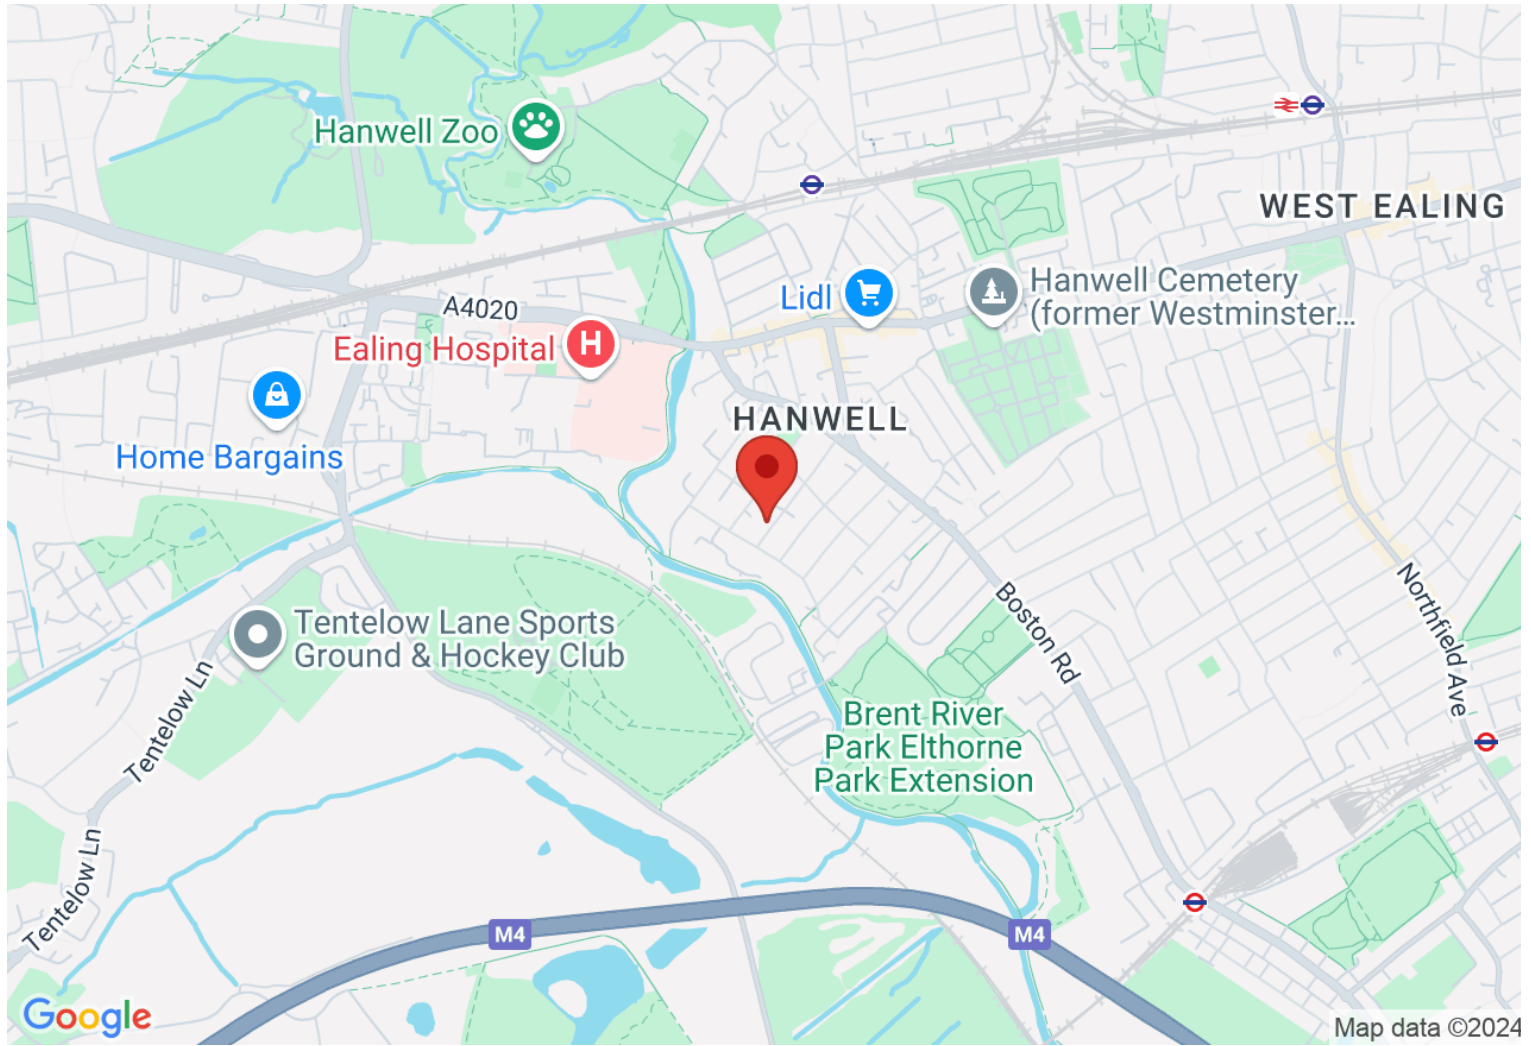 Hanwell Zoo
WEST EALING
Lidl
Hanwell Cemetery
(former Westminster...
A4020
Ealing Hospital
H
HANWELL
Home Bargains
Boston Rd
Northfield Ave
Tentelow Lane Sports
Ground & Hockey Club
Tentelow Ln
Brent River
Park Elthorne
Park Extension
Tentelow Ln
M4
M4
Google
Map data ©2024